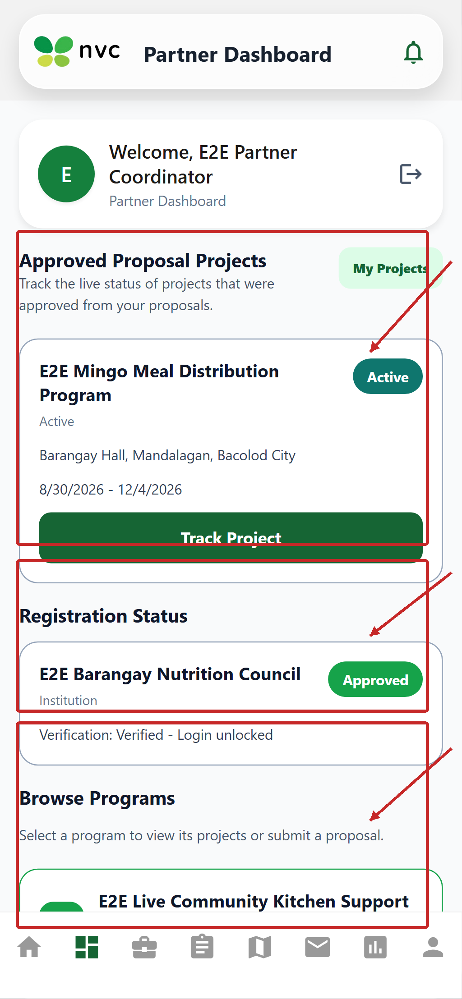 nvc
Partner Dashboard
E
Welcome, E2E Partner
Coordinator
Partner Dashboard
Approved Proposal Projects
My Projects
Track the live status of projects that were
approved from your proposals.
E2E Mingo Meal Distribution
Program
Active
Active
Barangay Hall, Mandalagan, Bacolod City
8/30/2026 - 12/4/2026
Track Project
Registration Status
E2E Barangay Nutrition Council
Approved
Institution
Verification: Verified - Login unlocked
Browse Programs
Select a program to view its projects or submit a proposal.
E2E Live Community Kitchen Support